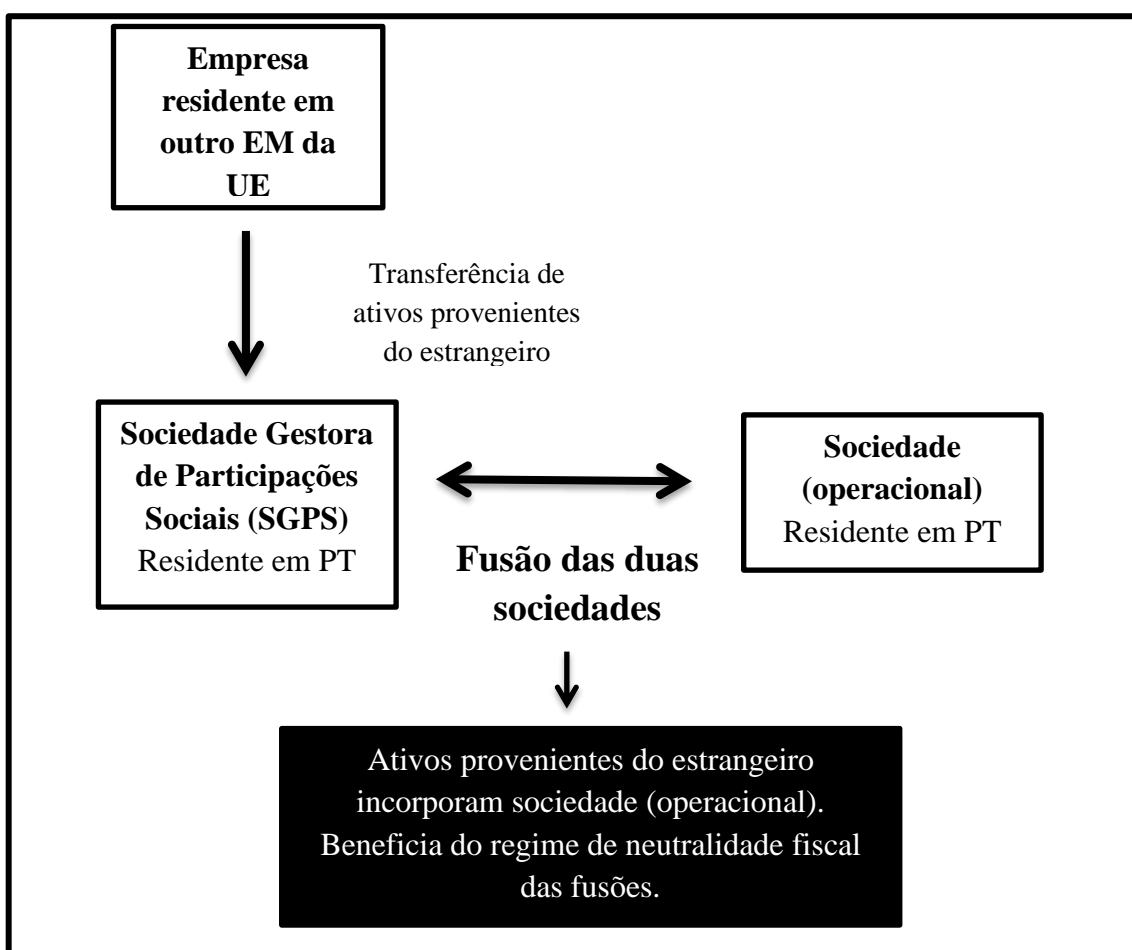 Empresa
residente em
outro EM da
UE
Transferência de
ativos provenientes
do estrangeiro
Sociedade Gestora
de Participações
Sociais (SGPS)
Residente em PT
Sociedade
(operacional)
Residente em PT
Fusão das duas
sociedades
Ativos provenientes do estrangeiro
incorporam sociedade (operacional).
Beneficia do regime de neutralidade fiscal
das fusões.